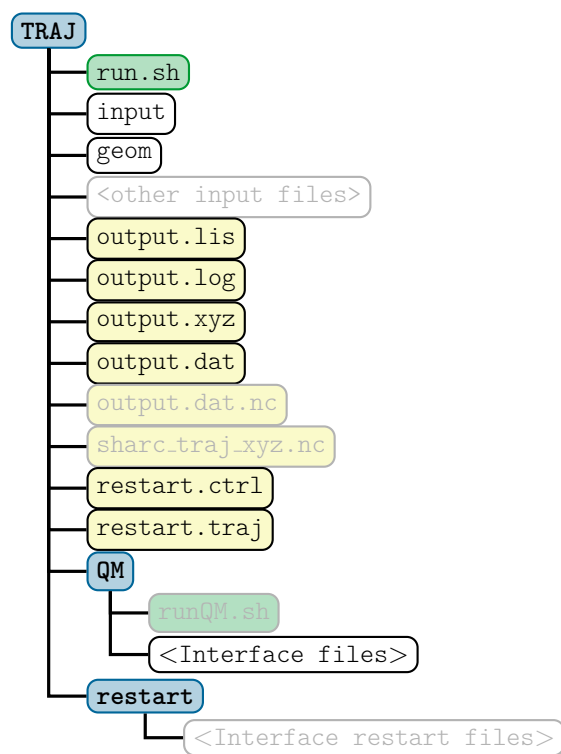 TRAJ
run.sh
input
geom
<other input files>
output.lis
output.log
output.xyz
output.dat
output.dat.nc
sharc_traj_xyz.nc
restart.ctrl
restart.traj
QM
runQM.sh
<Interface files>
restart
<Interface restart files>